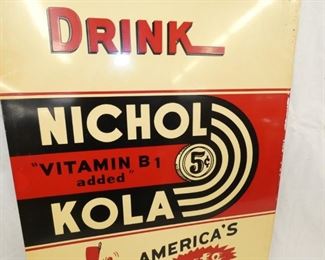 DRINK
NICHOL
5¢
"VITAMIN B1
added"
KOLA
AMERICA'S